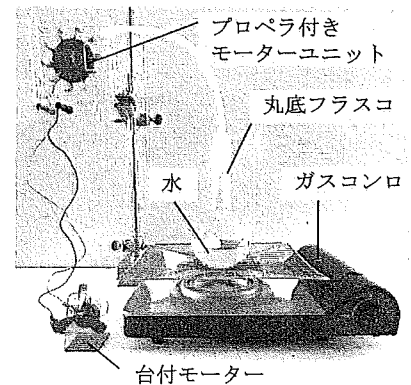 プロペラ付き
モーターユニット
丸底フラスコ
水
ガスコンロ
台付モーター